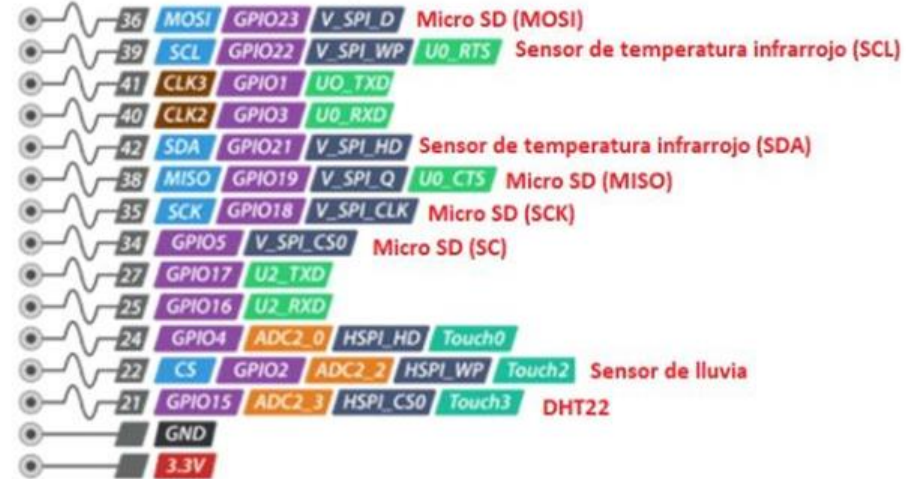 36 MOSI GPIO23 V_SPI_D Micro SD (MOSI)
39 SCL GPIO22 V_SPI_WP U0_RTS Sensor de temperatura infrarrojo (SCL)
41 CLK3 GPIO1 UO_TXD
40 CLK2 GPIO3 U0_RXD
42 SDA GPIO21 V_SPI_HD Sensor de temperatura infrarrojo (SDA)
38 MISO GPIO19 V_SPI_Q U0_CTS Micro SD (MISO)
35 SCK GPIO18 V_SPI_CLK Micro SD (SCK)
34 GPIO5 V_SPI_CS0 Micro SD (SC)
27 GPIO17 U2_TXD
25 GPIO16 U2_RXD
24 GPIO4 ADC2_0 HSPI_HD Touch0
22 CS GPIO2 ADC2_2 HSPI_WP Touch2 Sensor de lluvia
21 GPIO15 ADC2_3 HSPI_CS0 Touch3 DHT22
GND
3.3V